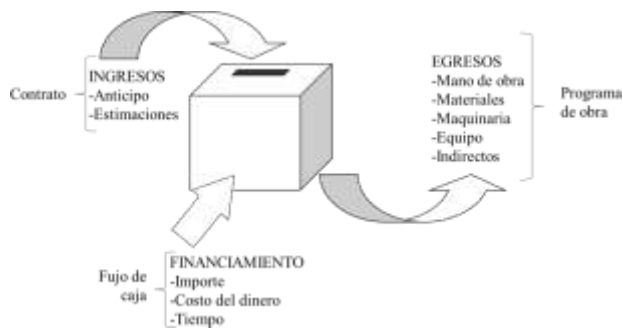 Contrato
INGRESOS
-Anticipo
-Estimaciones
EGRESOS
-Mano de obra
-Materiales
-Maquinaria
-Equipo
-Indirectos
Programa
de obra
Fujo de
caja
FINANCIAMIENTO
-Importe
-Costo del dinero
-Tiempo